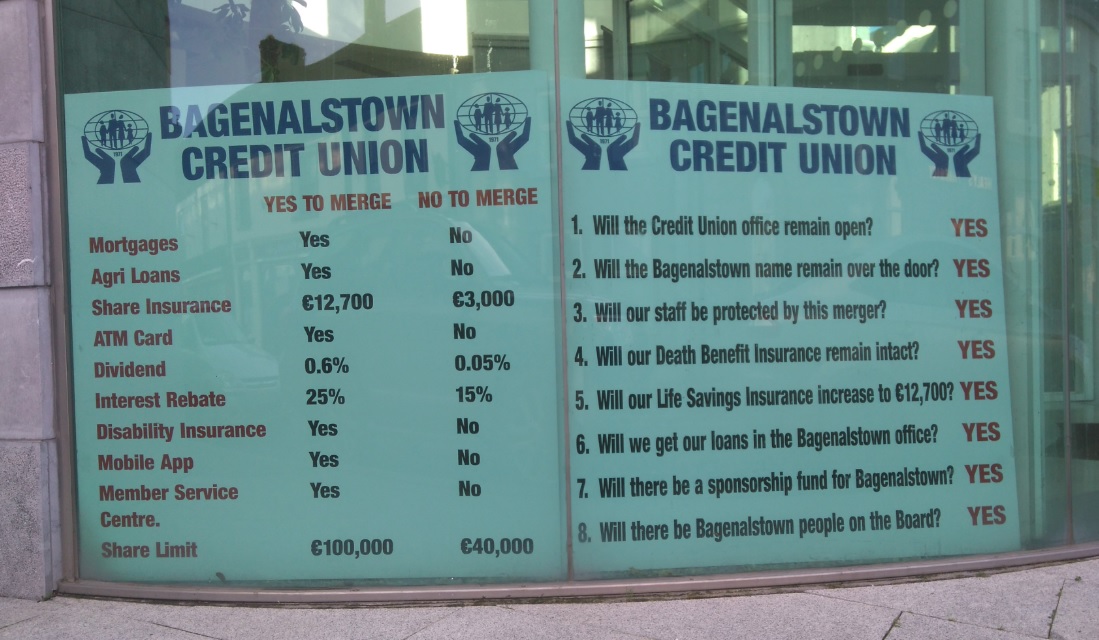 BAGENALSTOWN
CREDIT UNION
YES TO MERGE NO TO MERGE
Mortgages Yes No
Agri Loans Yes No
Share Insurance €12,700 €3,000
ATM Card Yes No
Dividend 0.6% 0.05%
Interest Rebate 25% 15%
Disability Insurance Yes No
Mobile App Yes No
Member Service Yes No
Centre.
Share Limit €100,000 €40,000
BAGENALSTOWN
CREDIT UNION
1. Will the Credit Union office remain open? YES
2. Will the Bagenalstown name remain over the door? YES
3. Will our staff be protected by this merger? YES
4. Will our Death Benefit Insurance remain intact? YES
5. Will our Life Savings Insurance increase to €12,700? YES
6. Will we get our loans in the Bagenalstown office? YES
7. Will there be a sponsorship fund for Bagenalstown? YES
8. Will there be Bagenalstown people on the Board? YES